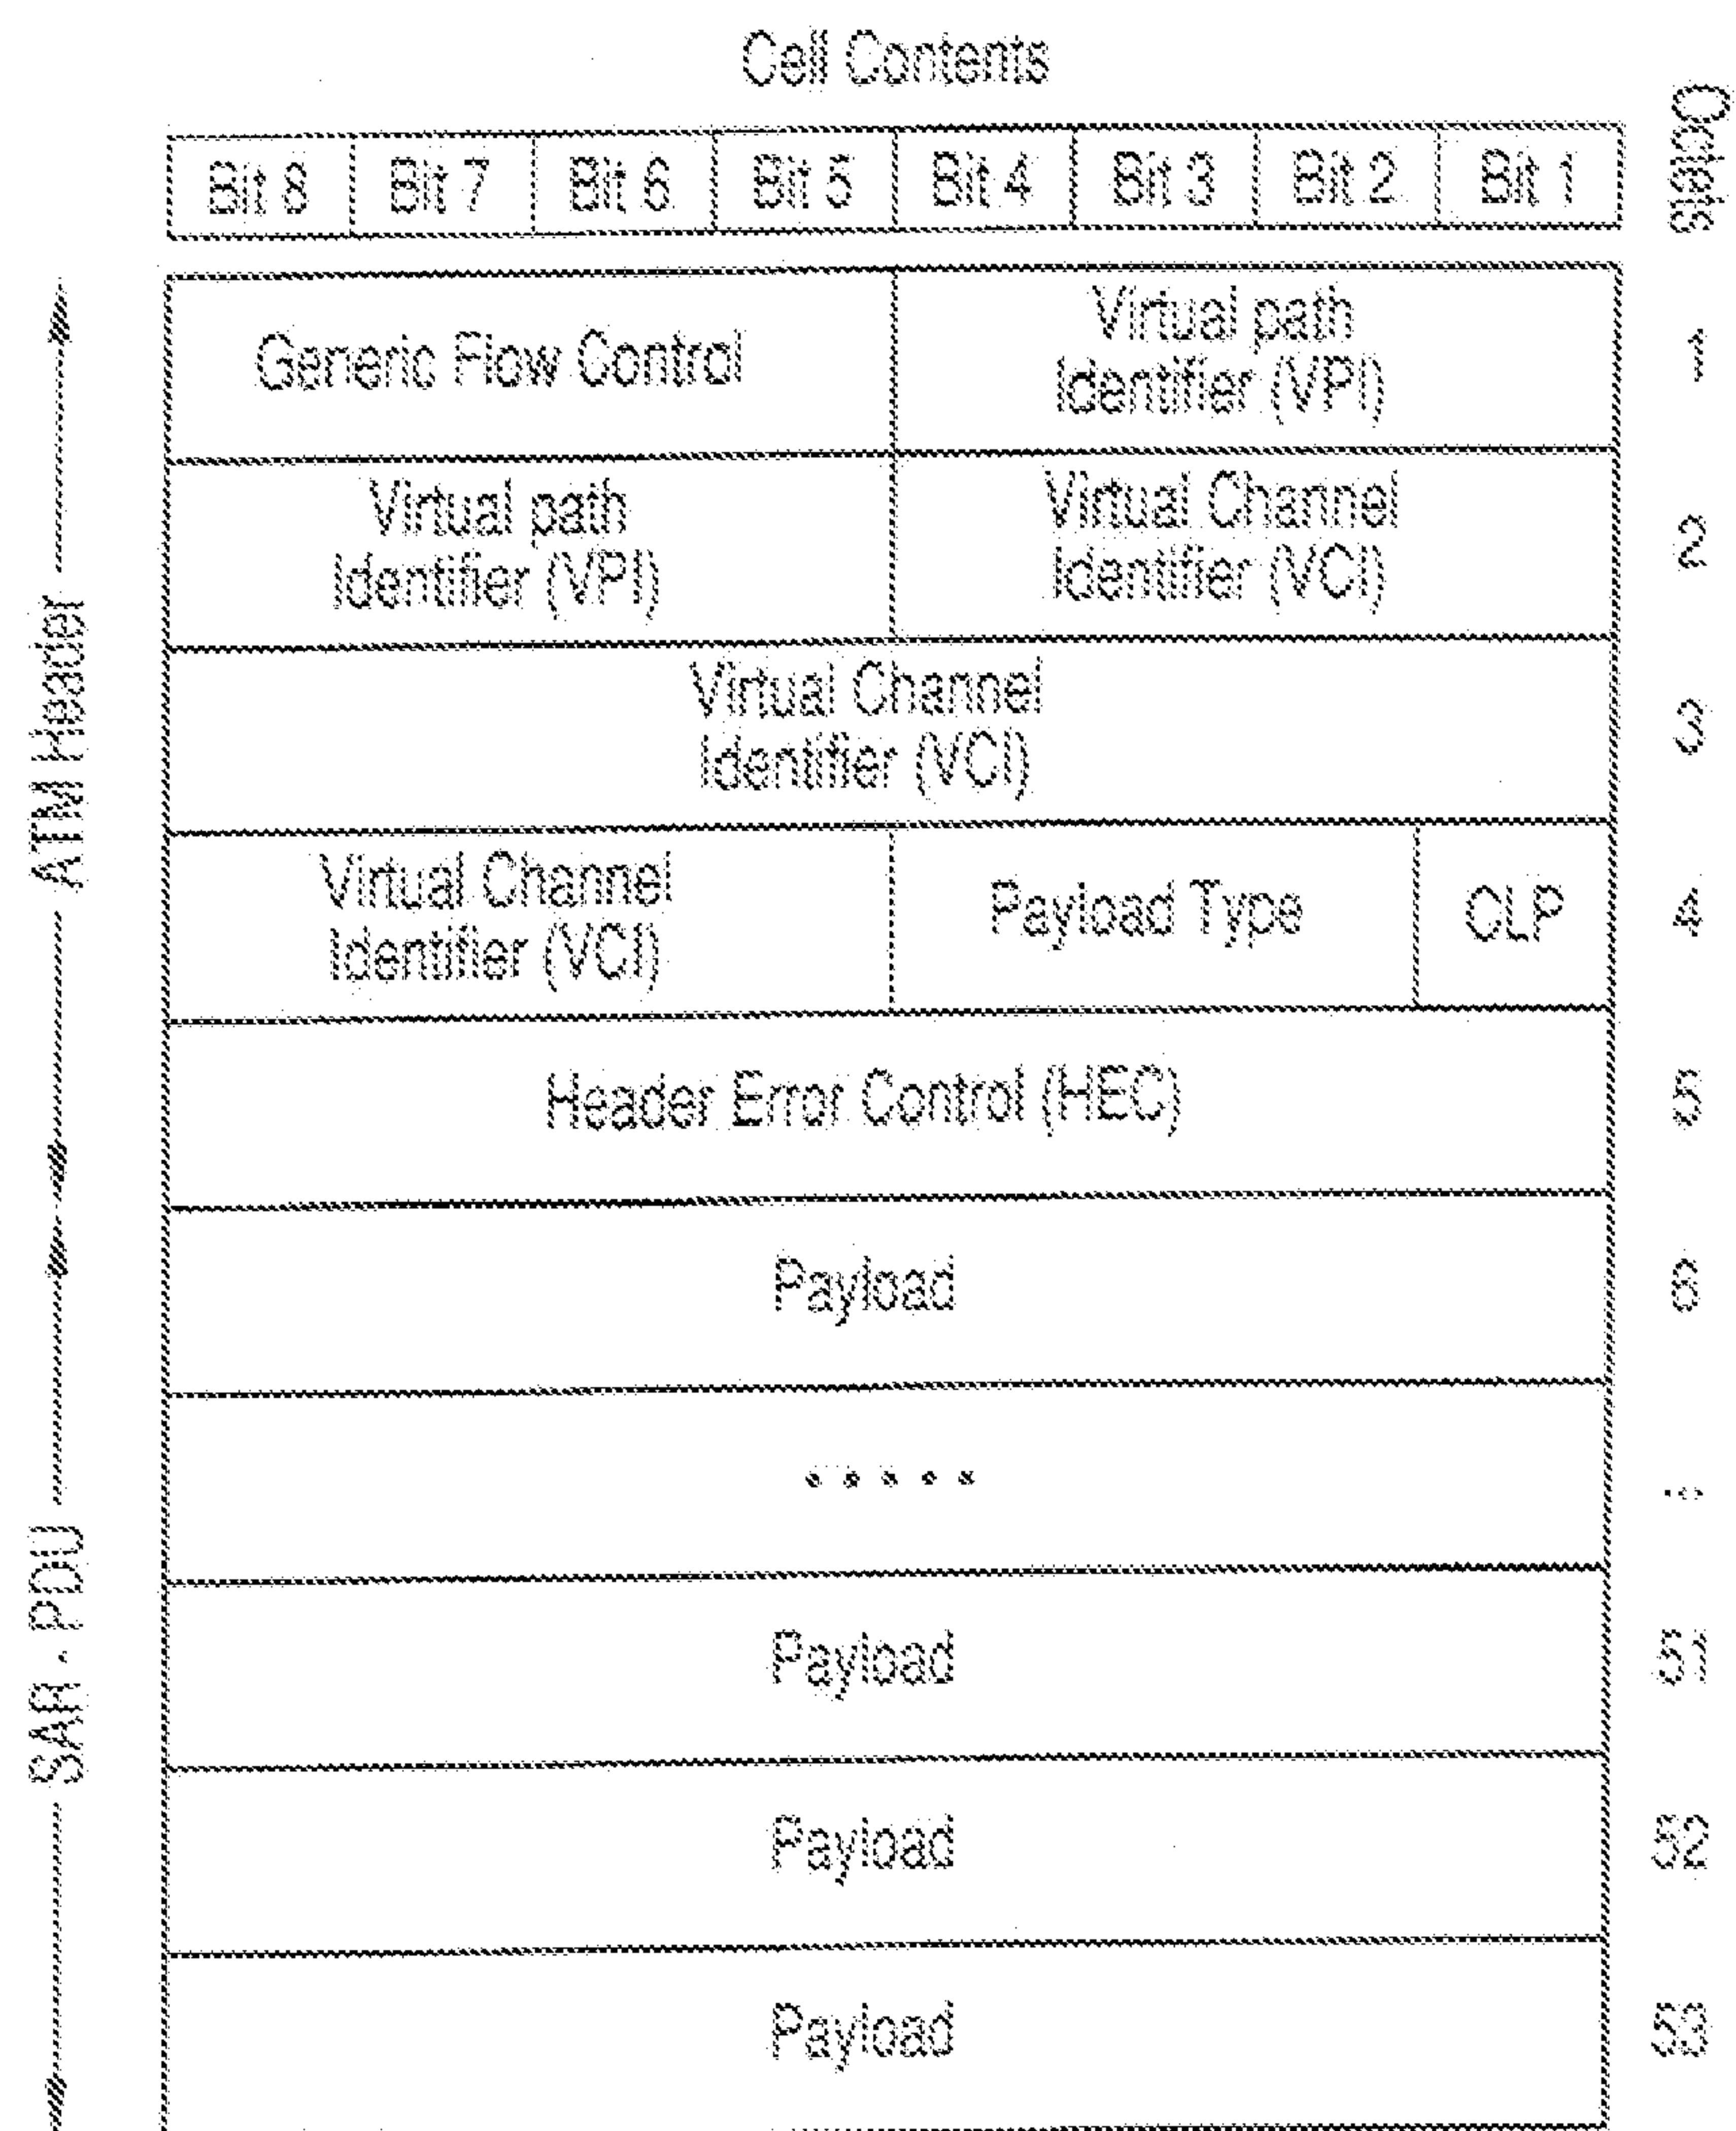 Cell Contents
Octets
Bit 8 Bit 7 Bit 6 Bit 5 Bit 4 Bit 3 Bit 2 Bit 1
ATM Header
Generic Flow Control
Virtual path
Identifier (VPI)
1
Virtual path
Identifier (VPI)
Virtual Channel
Identifier (VCI)
2
Virtual Channel
Identifier (VCI)
3
Virtual Channel
Identifier (VCI)
Payload Type
CLP
4
Header Error Control (HEC)
5
SAR - PDU
Payload
6
.....
...
Payload
51
Payload
52
Payload
53